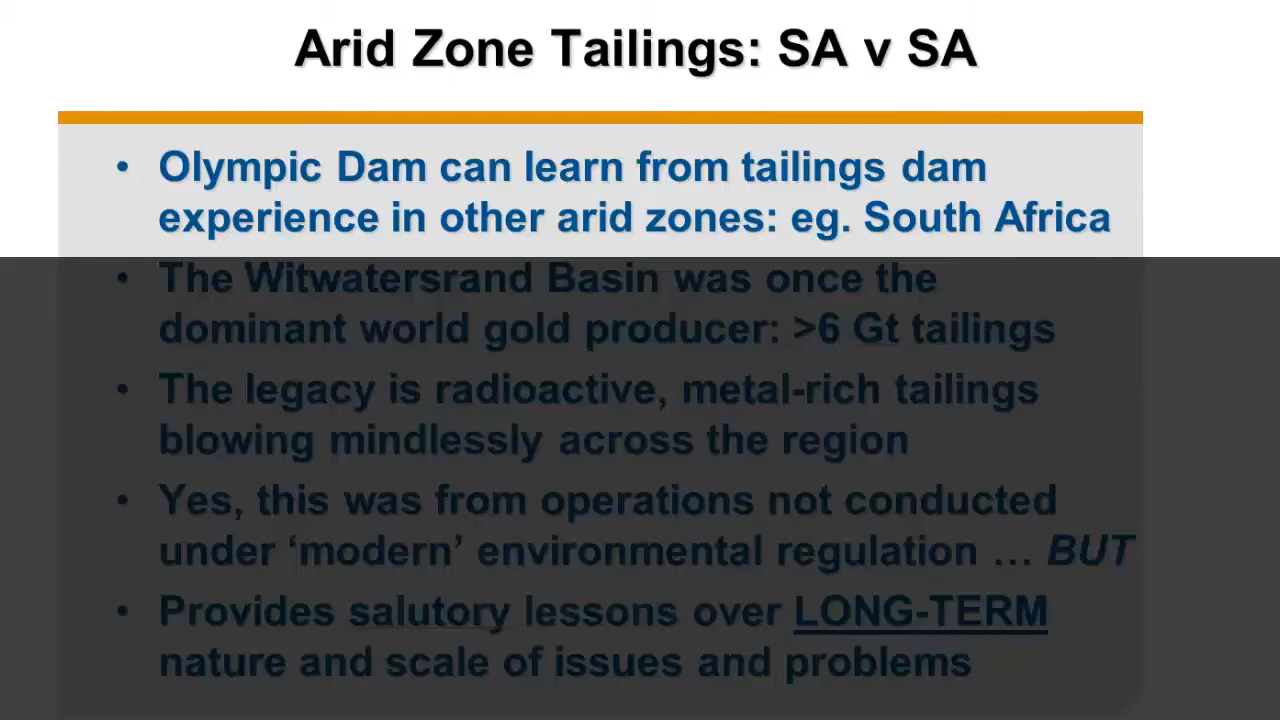 Arid Zone Tailings: SA v SA
• Olympic Dam can learn from tailings dam
experience in other arid zones: eg. South Africa
• The Witwatersrand Basin was once the
dominant world gold producer: >6 Gt tailings
• The legacy is radioactive, metal-rich tailings
blowing mindlessly across the region
• Yes, this was from operations not conducted
under ‘modern’ environmental regulation … BUT
• Provides salutory lessons over LONG-TERM
nature and scale of issues and problems